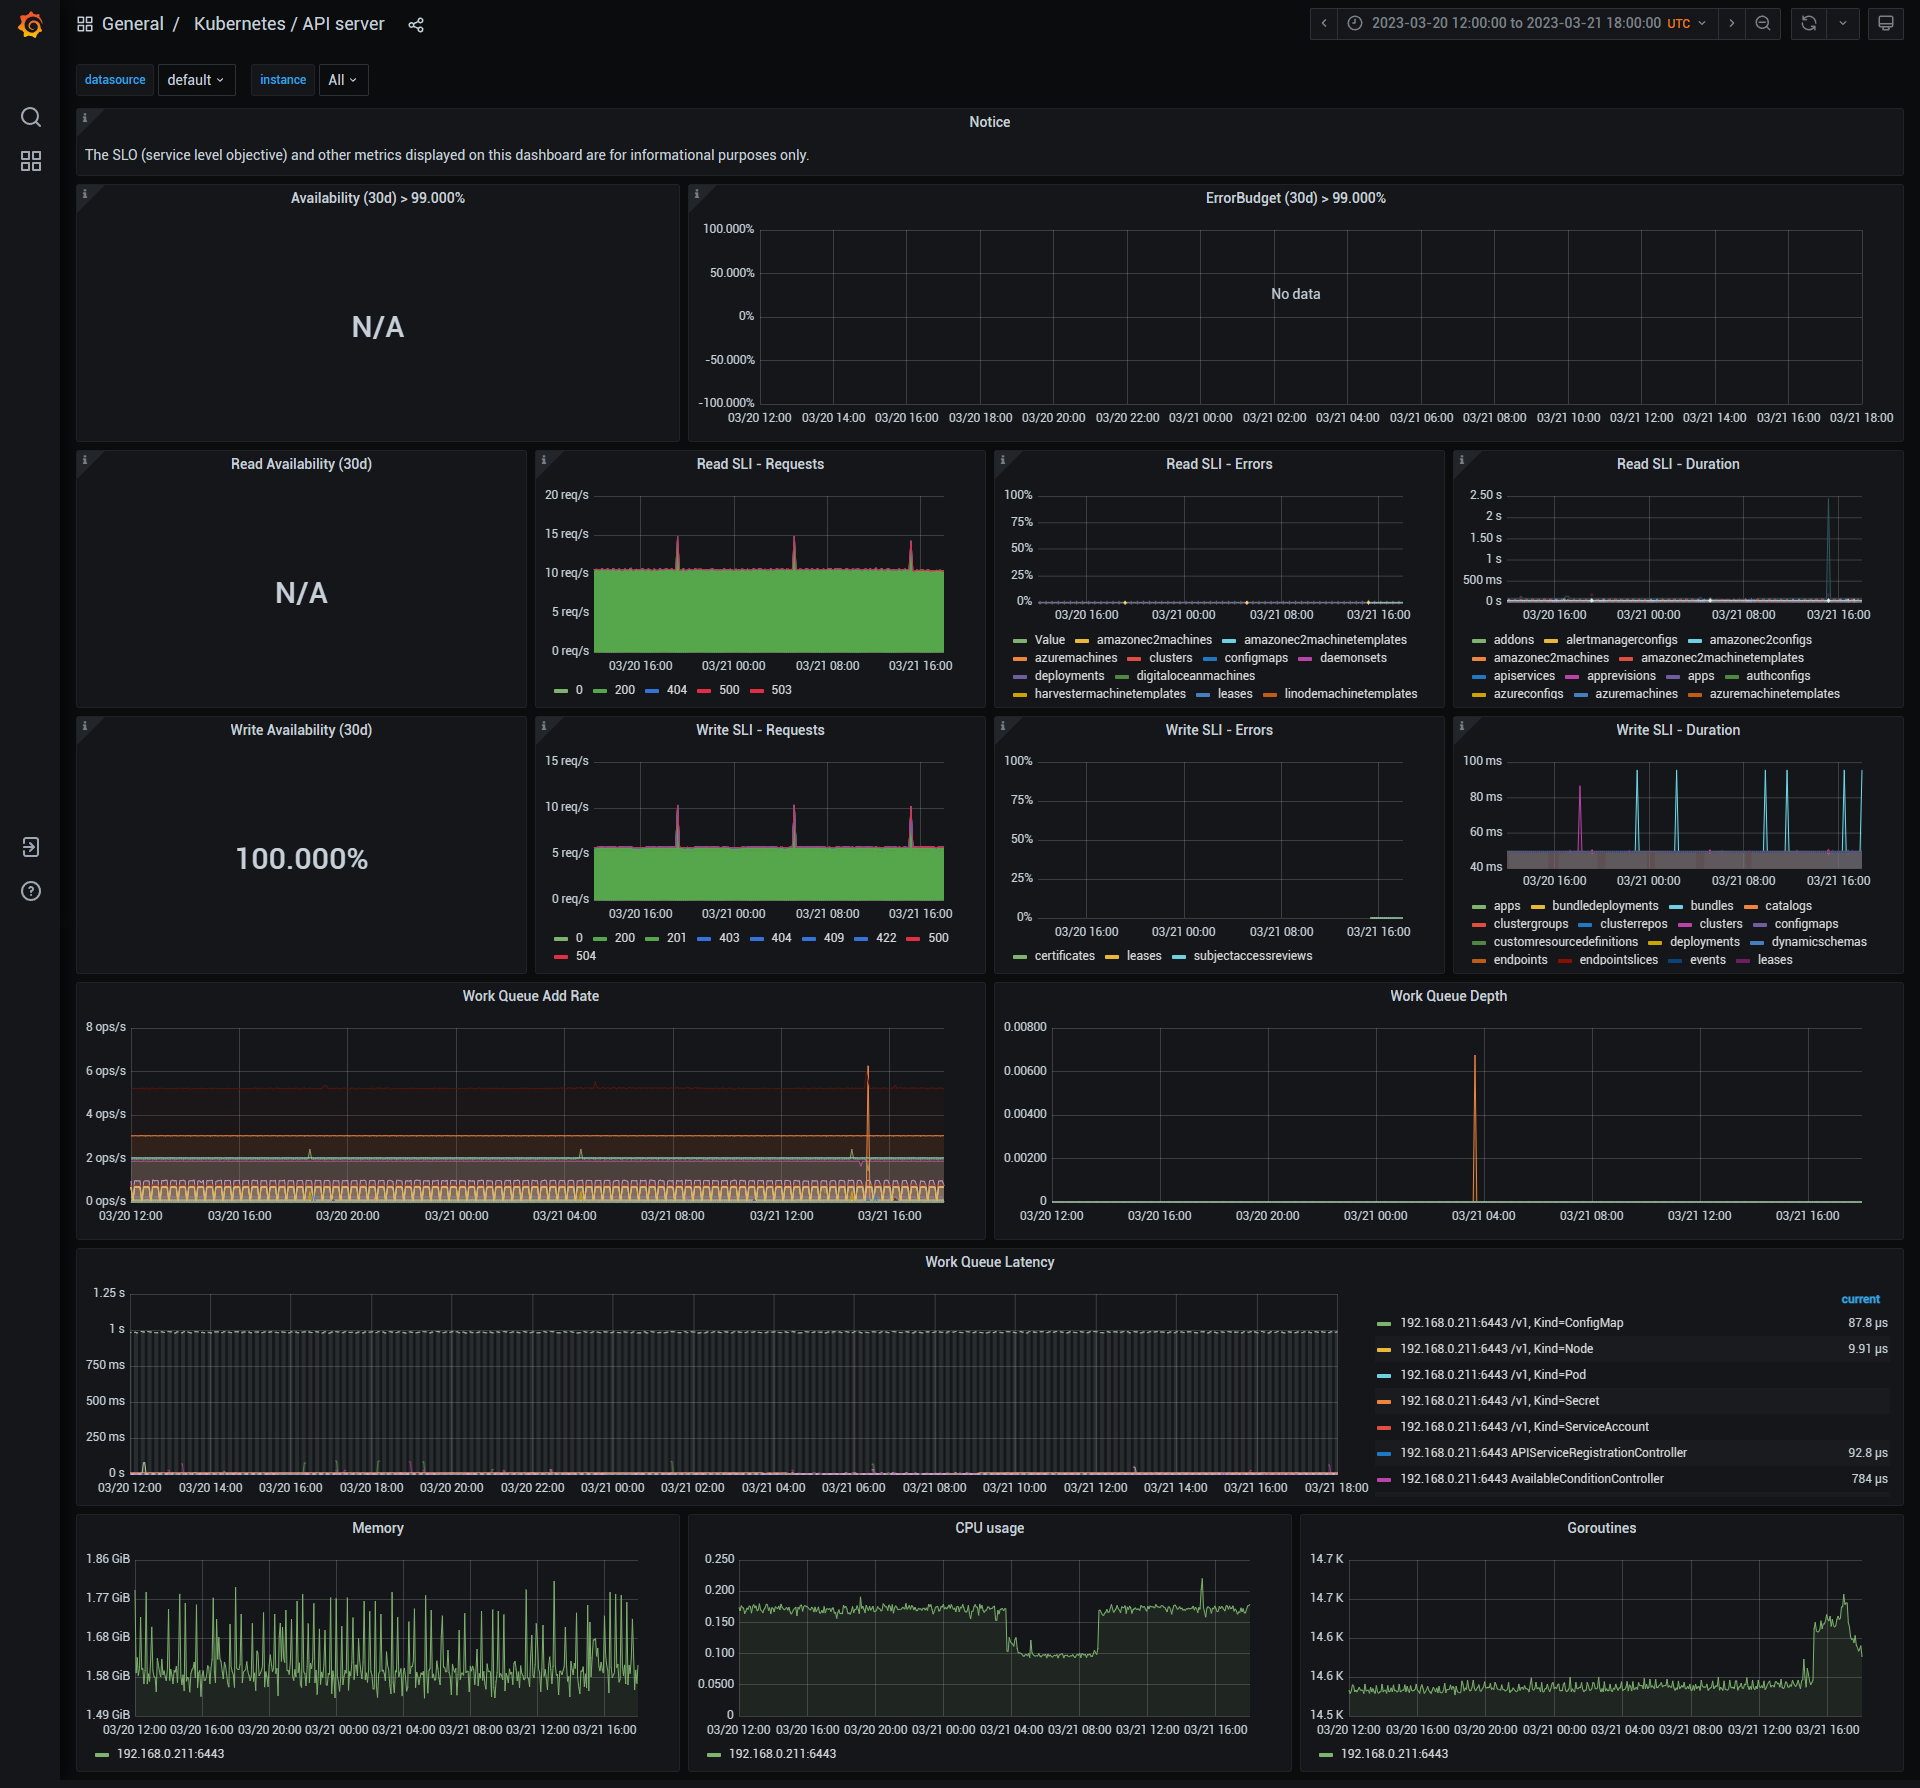 General / Kubernetes / API server
2023-03-20 12:00:00 to 2023-03-21 18:00:00 UTC
datasource default instance All
Notice
The SLO (service level objective) and other metrics displayed on this dashboard are for informational purposes only.
Availability (30d) > 99.000%
N/A
ErrorBudget (30d) > 99.000%
100.000%
50.000%
0%
-50.000%
-100.000%
No data
03/20 12:00 03/20 14:00 03/20 16:00 03/20 18:00 03/20 20:00 03/20 22:00 03/21 00:00 03/21 02:00 03/21 04:00 03/21 06:00 03/21 08:00 03/21 10:00 03/21 12:00 03/21 14:00 03/21 16:00 03/21 18:00
Read Availability (30d)
N/A
Read SLI - Requests
20 req/s
15 req/s
10 req/s
5 req/s
0 req/s
03/20 16:00 03/21 00:00 03/21 08:00 03/21 16:00
0 200 404 500 503
Read SLI - Errors
100%
75%
50%
25%
0%
03/20 16:00 03/21 00:00 03/21 08:00 03/21 16:00
Value amazonec2machines amazonec2machinetemplates
azuremachines clusters configmaps daemonsets
deployments digitaloceanmachines
harvestermachinetemplates leases linodemachinetemplates
Read SLI - Duration
2.50 s
2 s
1.50 s
1 s
500 ms
0 s
03/20 16:00 03/21 00:00 03/21 08:00 03/21 16:00
addons alertmanagerconfigs amazonec2configs
amazonec2machines amazonec2machinetemplates
apiservices apprevisions apps authconfigs
azureconfigs azuremachines azuremachinetemplates
Write Availability (30d)
100.000%
Write SLI - Requests
15 req/s
10 req/s
5 req/s
0 req/s
03/20 16:00 03/21 00:00 03/21 08:00 03/21 16:00
0 200 201 403 404 409 422 500
504
Write SLI - Errors
100%
75%
50%
25%
0%
03/20 16:00 03/21 00:00 03/21 08:00 03/21 16:00
certificates leases subjectaccessreviews
Write SLI - Duration
100 ms
80 ms
60 ms
40 ms
03/20 16:00 03/21 00:00 03/21 08:00 03/21 16:00
apps bundledeployments bundles catalogs
clustergroups clusterrepos clusters configmaps
customresourcedefinitions deployments dynamicschemas
endpoints endpointslices events leases
Work Queue Add Rate
8 ops/s
6 ops/s
4 ops/s
2 ops/s
0 ops/s
03/20 12:00 03/20 16:00 03/20 20:00 03/21 00:00 03/21 04:00 03/21 08:00 03/21 12:00 03/21 16:00
Work Queue Depth
0.00800
0.00600
0.00400
0.00200
0
03/20 12:00 03/20 16:00 03/20 20:00 03/21 00:00 03/21 04:00 03/21 08:00 03/21 12:00 03/21 16:00
Work Queue Latency
1.25 s
1 s
750 ms
500 ms
250 ms
0 s
03/20 12:00 03/20 14:00 03/20 16:00 03/20 18:00 03/20 20:00 03/20 22:00 03/21 00:00 03/21 02:00 03/21 04:00 03/21 06:00 03/21 08:00 03/21 10:00 03/21 12:00 03/21 14:00 03/21 16:00 03/21 18:00
current
192.168.0.211:6443 /v1, Kind=ConfigMap 87.8 µs
192.168.0.211:6443 /v1, Kind=Node 9.91 µs
192.168.0.211:6443 /v1, Kind=Pod
192.168.0.211:6443 /v1, Kind=Secret
192.168.0.211:6443 /v1, Kind=ServiceAccount
192.168.0.211:6443 APIServiceRegistrationController 92.8 µs
192.168.0.211:6443 AvailableConditionController 784 µs
Memory
1.86 GiB
1.77 GiB
1.68 GiB
1.58 GiB
1.49 GiB
03/20 12:00 03/20 16:00 03/20 20:00 03/21 00:00 03/21 04:00 03/21 08:00 03/21 12:00 03/21 16:00
192.168.0.211:6443
CPU usage
0.250
0.200
0.150
0.100
0.0500
0
03/20 12:00 03/20 16:00 03/20 20:00 03/21 00:00 03/21 04:00 03/21 08:00 03/21 12:00 03/21 16:00
192.168.0.211:6443
Goroutines
14.7 K
14.7 K
14.6 K
14.6 K
14.5 K
03/20 12:00 03/20 16:00 03/20 20:00 03/21 00:00 03/21 04:00 03/21 08:00 03/21 12:00 03/21 16:00
192.168.0.211:6443